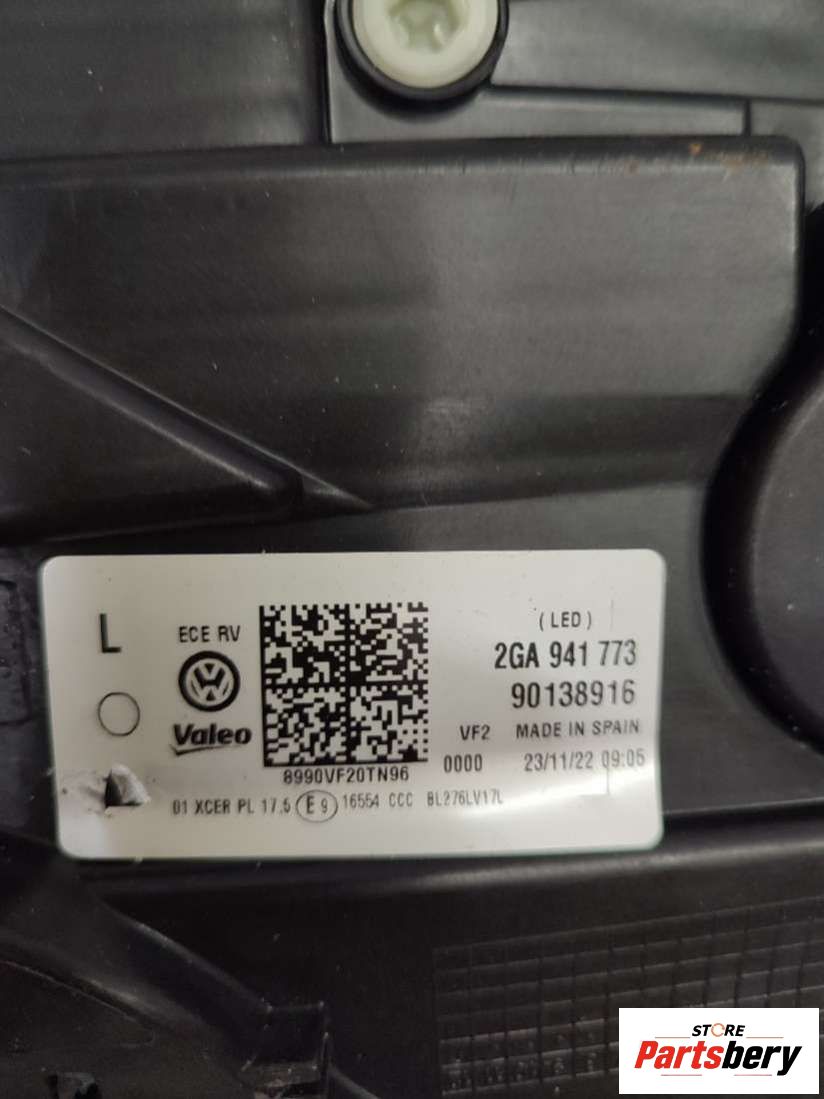 L
ECE RV
(LED)
2GA 941 773
90138916
Valeo
VF2 MADE IN SPAIN
8990VF20TN96
0000 23/11/22 09:05
01 XCER PL 17.5 E9 16554 CCC BL276LV17L
STORE
Partsbery